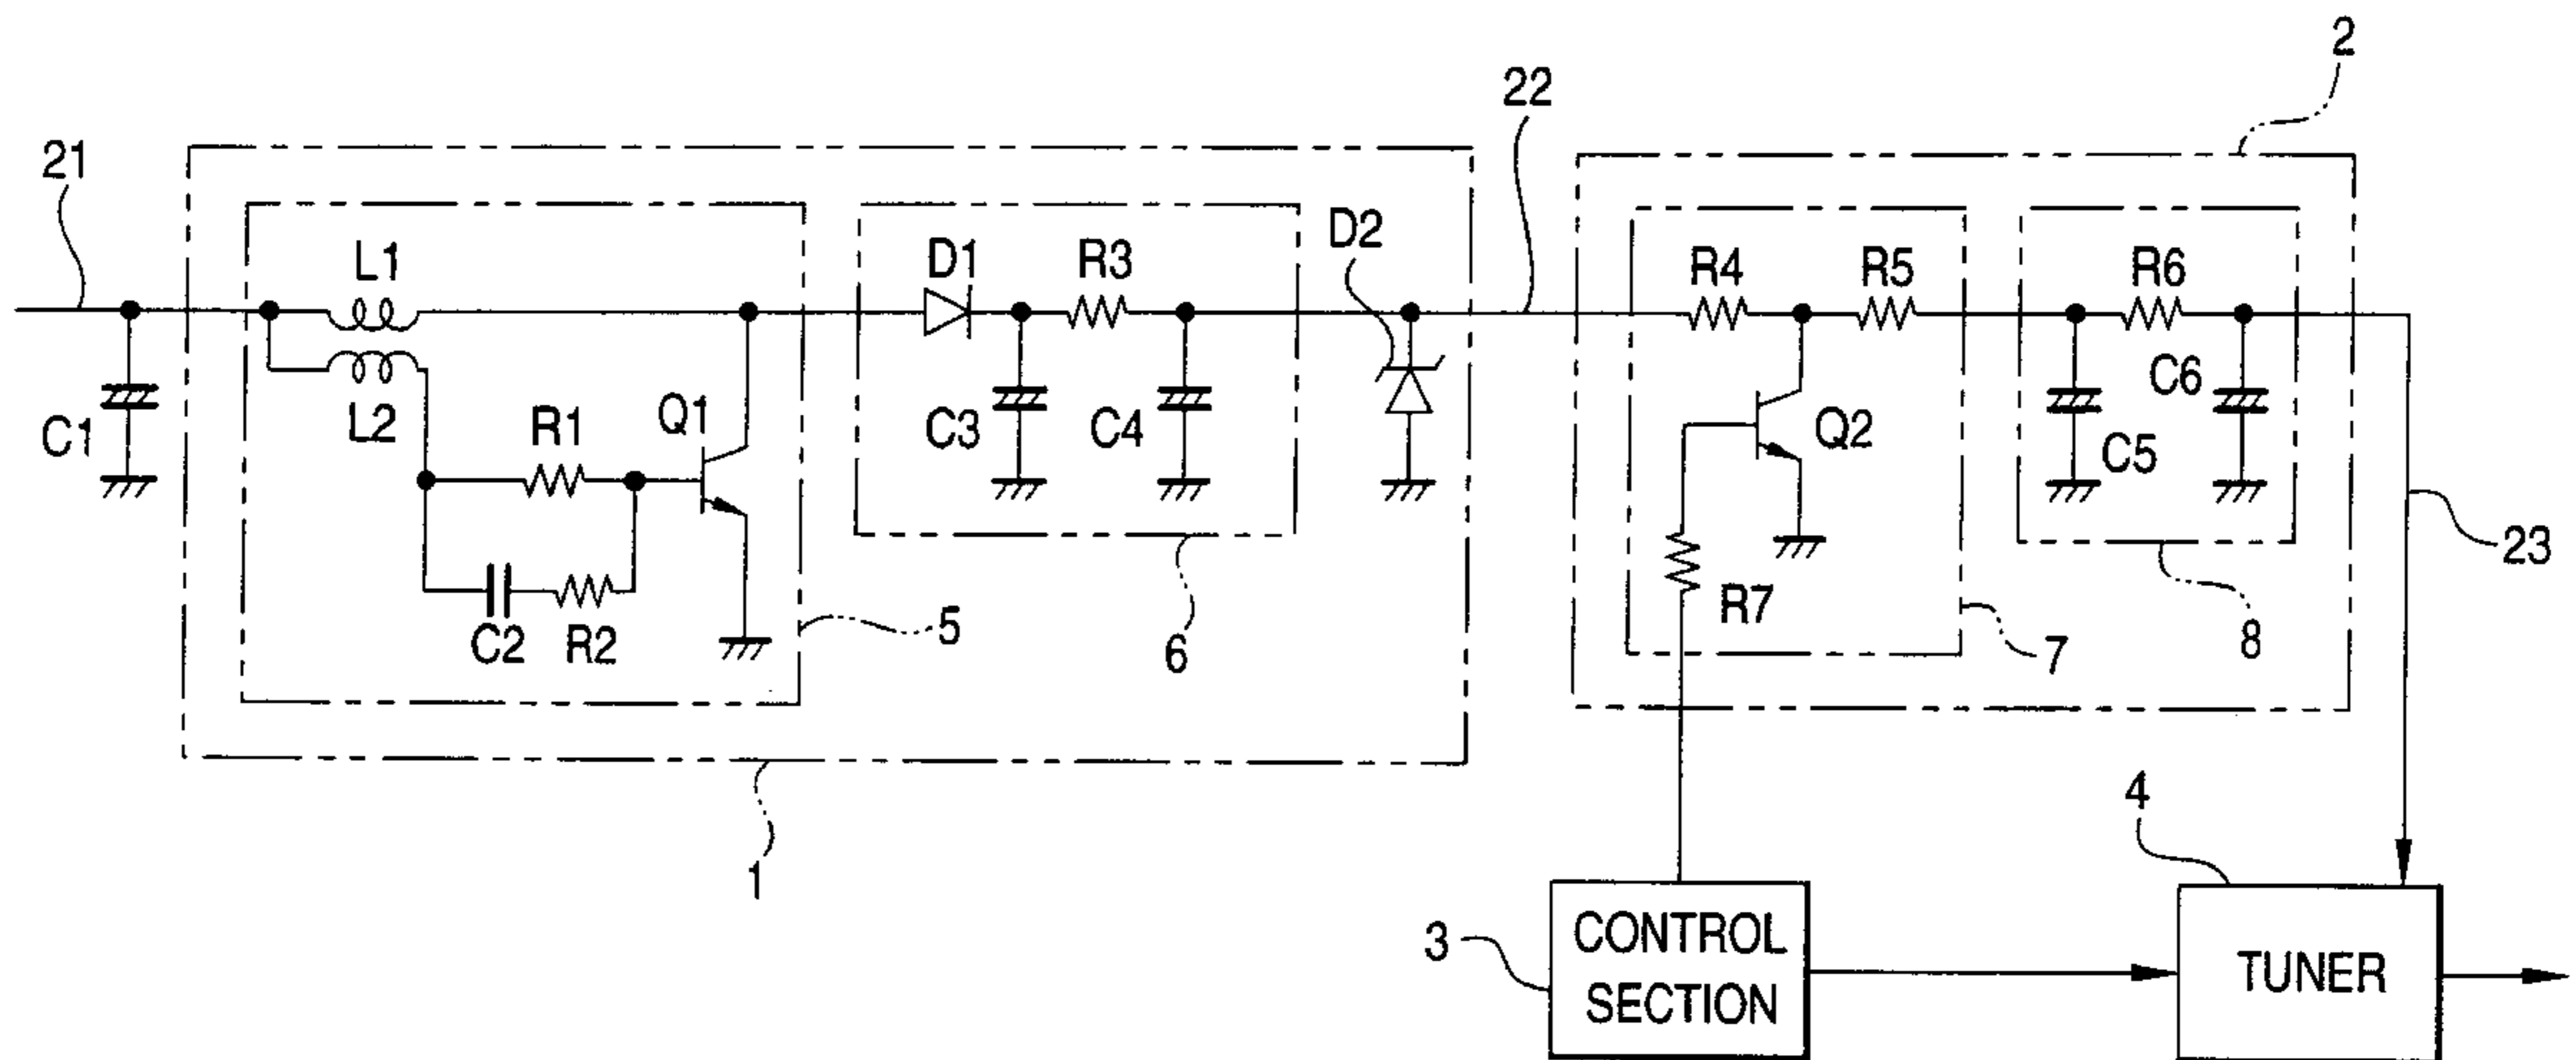 2
22
21
D2
L1
D1
R3
R4
R5
R6
C1
L2
R1
Q1
C3
C4
Q2
C6
C5
23
C2
R2
5
6
R7
7
8
1
4
3
CONTROL
SECTION
TUNER